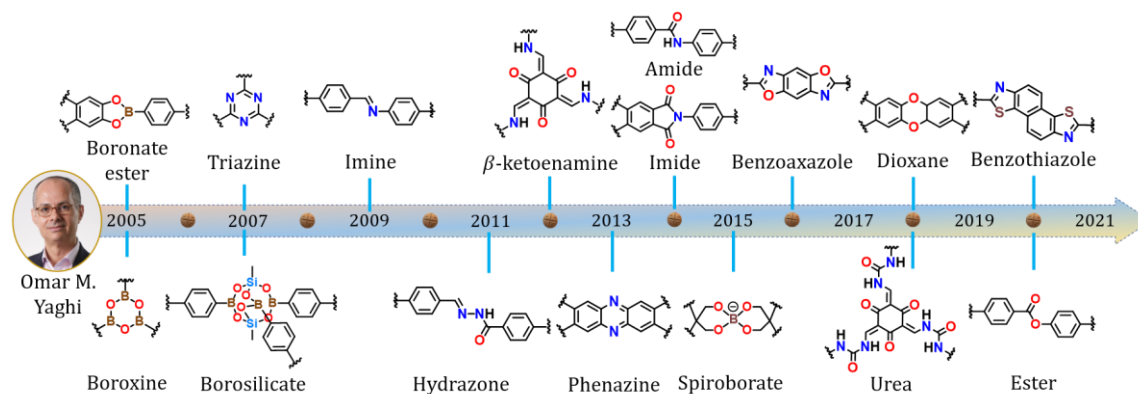 Amide
Boronate
ester
Triazine
Imine
β-ketoenamine
Imide
Benzoaxazole
Dioxane
Benzothiazole
2005
2007
2009
2011
2013
2015
2017
2019
2021
Omar M.
Yaghi
Boroxine
Borosilicate
Hydrazone
Phenazine
Spiroborate
Urea
Ester